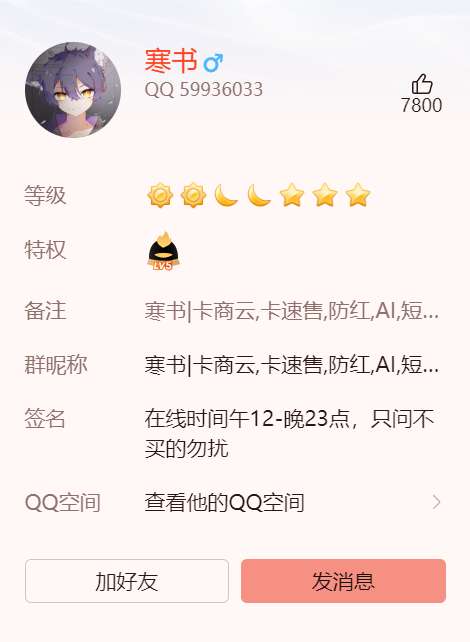 寒书
QQ 59936033
7800
等级
特权
LV5
备注
寒书|卡商云,卡速售,防红,AI,短...
群昵称
寒书|卡商云,卡速售,防红,AI,短...
签名
在线时间午12-晚23点，只问不
买的勿扰
QQ空间
查看他的QQ空间
加好友
发消息